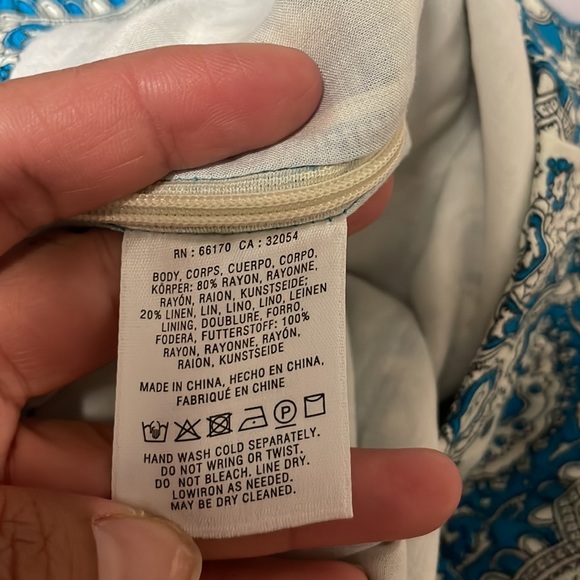 RN : 66170 CA : 32054
BODY, CORPS, CUERPO, CORPO,
KÖRPER: 80% RAYON, RAYONNE,
RAYÓN, RAION, KUNSTSEIDE:
20% LINEN, LIN, LINO, LINO, LEINEN
LINING, DOUBLURE, FORRO,
FODERA, FUTTERSTOFF: 100%
RAYON, RAYONNE, RAYÓN,
RAION, KUNSTSEIDE
MADE IN CHINA, HECHO EN CHINA,
FABRIQUÉ EN CHINE
P
HAND WASH COLD SEPARATELY.
DO NOT WRING OR TWIST.
DO NOT BLEACH. LINE DRY.
LOWIRON AS NEEDED.
MAY BE DRY CLEANED.